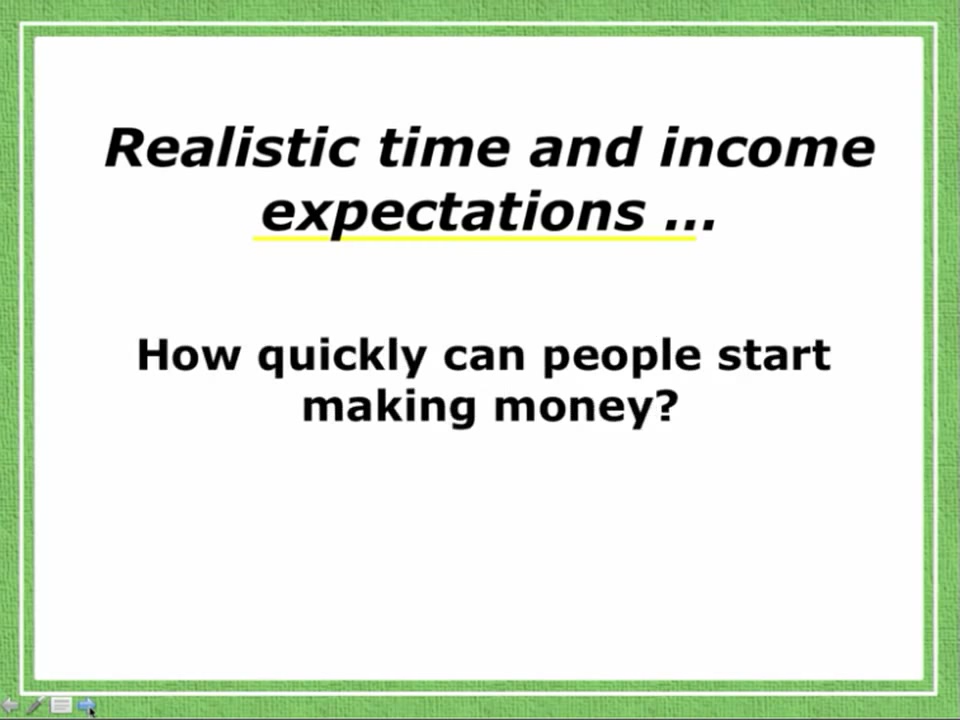 Realistic time and income
expectations ...
How quickly can people start
making money?